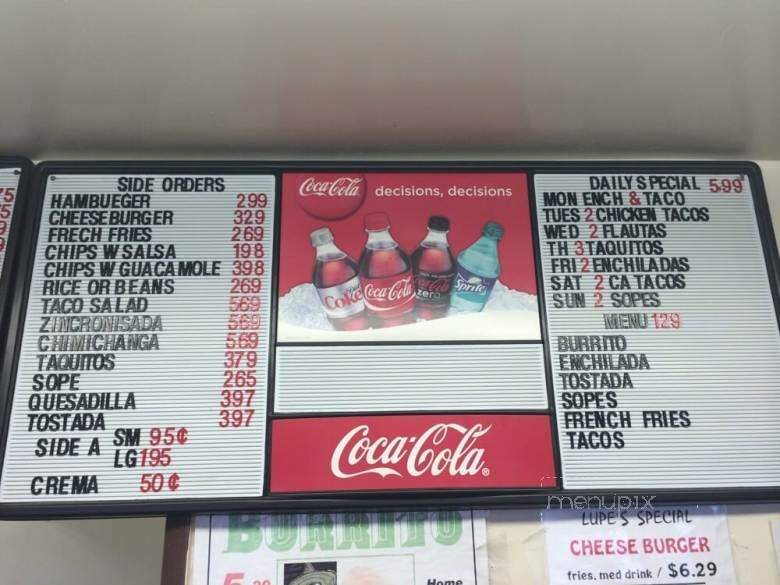 SIDE ORDERS
HAMBUEGER 299
CHEESEBURGER 329
FRECH FRIES 269
CHIPS W SALSA 198
CHIPS W GUACAMOLE 398
RICE OR BEANS 269
TACO SALAD 569
ZINCRONISADA 569
CHIMICHANGA 569
TAQUITOS 379
SOPE 265
QUESADILLA 397
TOSTADA 397
SIDE A SM 95¢
LG 195
CREMA 50¢
Coca-Cola decisions, decisions
Diet Coke
Coca-Cola
Coca-Cola zero
Sprite
Coca-Cola
DAILY SPECIAL 599
MON ENCH & TACO
TUES 2 CHICKEN TACOS
WED 2 FLAUTAS
TH 3 TAQUITOS
FRI 2 ENCHILADAS
SAT 2 CA TACOS
SUN 2 SOPES
MENU 129
BURRITO
ENCHILADA
TOSTADA
SOPES
FRENCH FRIES
TACOS
menupix
BURRITO
Home
LUPE'S SPECIAL
CHEESE BURGER
fries, med drink / $6.29